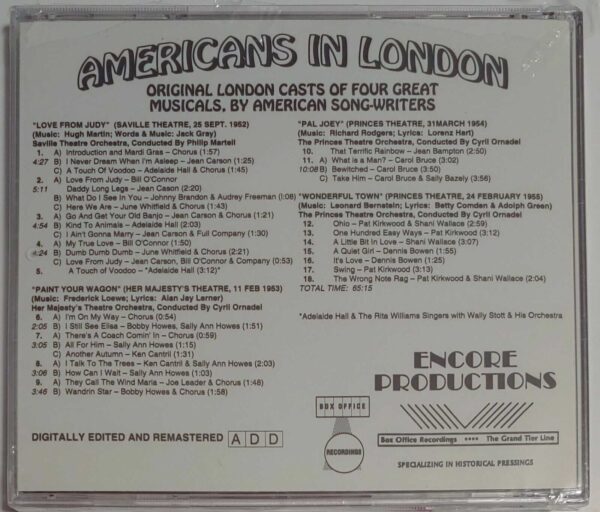 AMERICANS IN LONDON
ORIGINAL LONDON CASTS OF FOUR GREAT
MUSICALS, BY AMERICAN SONG-WRITERS
"LOVE FROM JUDY" (SAVILLE THEATRE, 25 SEPT. 1952)
(Music: Hugh Martin; Words & Music: Jack Gray)
Saville Theatre Orchestra, Conducted By Philip Martell
1. A) Introduction and Mardi Gras – Chorus (1:57)
4:27 B) I Never Dream When I'm Asleep – Jean Carson (1:25)
C) A Touch Of Voodoo – Adelaide Hall & Chorus (1:45)
2. A) Love From Judy – Bill O'Connor
5:11 Daddy Long Legs – Jean Cason (2:20)
B) What Do I See In You – Johnny Brandon & Audrey Freeman (1:08)
C) Here We Are – June Whitfield & Chorus (1:43)
3. A) Go And Get Your Old Banjo – Jean Carson & Chorus (1:21)
4:54 B) Kind To Animals – Adelaide Hall (2:03)
C) I Ain't Gonna Marry – Jean Carson & Full Company (1:30)
4. A) My True Love – Bill O'Connor (1:50)
4:24 B) Dumb Dumb Dumb – June Whitfield & Chorus (2:21)
C) Love From Judy – Jean Carson, Bill O'Connor & Company (0:53)
5. A Touch of Voodoo – *Adelaide Hall (3:12)*
"PAINT YOUR WAGON" (HER MAJESTY'S THEATRE, 11 FEB 1953)
(Music: Frederick Loewe; Lyrics: Alan Jay Lerner)
Her Majesty's Theatre Orchestra, Conducted By Cyril Ornadel
6. A) I'm On My Way – Chorus (0:54)
2:05 B) I Still See Elisa – Bobby Howes, Sally Ann Howes (1:51)
7. A) There's A Coach Comin' In – Chorus (0:59)
3:05 B) All For Him – Sally Ann Howes (1:15)
C) Another Autumn – Ken Cantril (1:31)
8. A) I Talk To The Trees – Ken Cantril & Sally Ann Howes (2:03)
3:06 B) How Can I Wait – Sally Ann Howes (1:03)
9. A) They Call The Wind Maria – Joe Leader & Chorus (1:48)
3:46 B) Wandrin Star – Bobby Howes & Chorus (1:58)
"PAL JOEY" (PRINCES THEATRE, 31MARCH 1954)
(Music: Richard Rodgers; Lyrics: Lorenz Hart)
The Princes Theatre Orchestra, Conducted By Cyril Ornadel
10. That Terrific Rainbow – Jean Bampton (2:50)
11. A) What is a Man? – Carol Bruce (3:02)
10:08 B) Bewitched – Carol Bruce (3:50)
C) Take Him – Carol Bruce and Sally Bazely (3:56)
"WONDERFUL TOWN" (PRINCES THEATRE, 24 FEBRUARY 1955)
(Music: Leonard Bernstein; Lyrics: Betty Comden & Adolph Green)
The Princes Theatre Orchestra, Conducted By Cyril Ornadel
12. Ohio – Pat Kirkwood & Shani Wallace (2:59)
13. One Hundred Easy Ways – Pat Kirkwood (3:12)
14. A Little Bit In Love – Shani Wallace (3:07)
15. A Quiet Girl – Dennis Bowen (1:55)
16. It's Love – Dennis Bowen (1:25)
17. Swing – Pat Kirkwood (3:13)
18. The Wrong Note Rag – Pat Kirkwood & Shani Wallace (2:04)
TOTAL TIME: 65:15
*Adelaide Hall & The Rita Williams Singers with Wally Stott & His Orchestra
ENCORE
PRODUCTIONS
BOX OFFICE
RECORDINGS
Box Office Recordings **** The Grand Tier Line
SPECIALIZING IN HISTORICAL PRESSINGS
DIGITALLY EDITED AND REMASTERED A D D